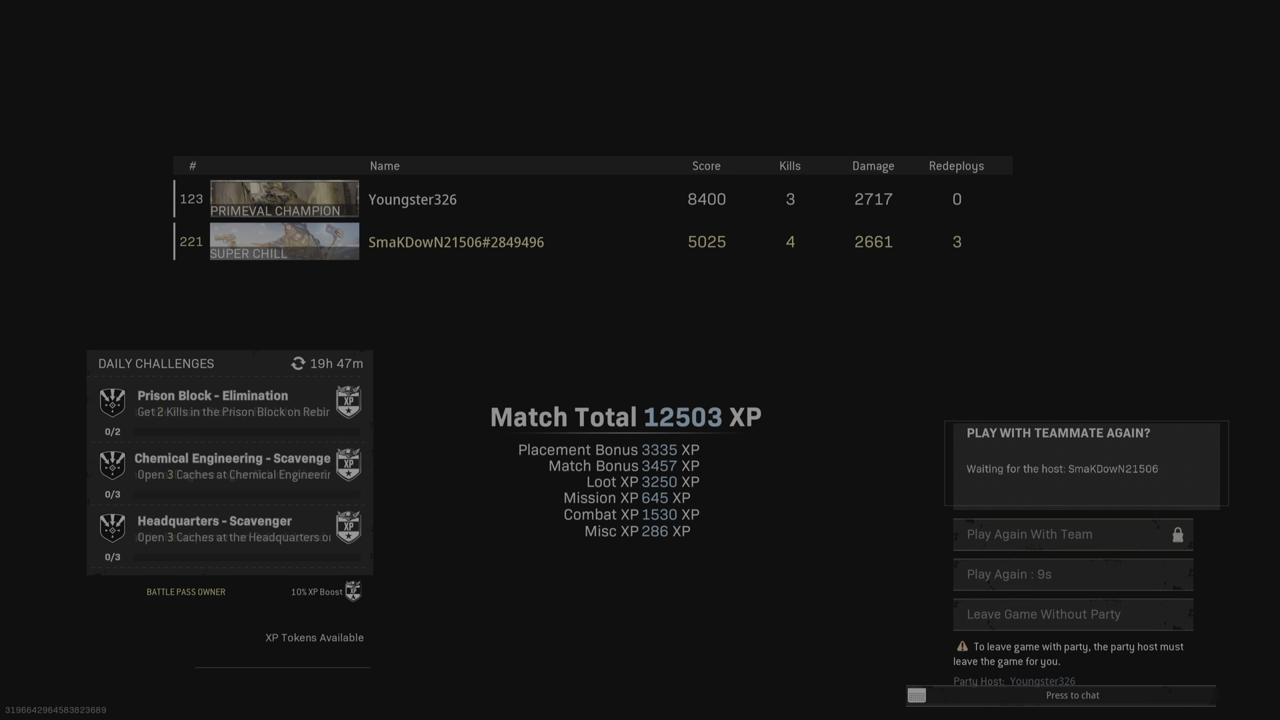 # Name Score Kills Damage Redeploys
123 PRIMEVAL CHAMPION Youngster326 8400 3 2717 0
221 SUPER CHILL SmaKDowN21506#2849496 5025 4 2661 3
DAILY CHALLENGES 19h 47m
Prison Block - Elimination
Get 2 Kills in the Prison Block on Rebir
XP
0/2
Chemical Engineering - Scavenge
Open 3 Caches at Chemical Engineerin
XP
0/3
Headquarters - Scavenger
Open 3 Caches at the Headquarters or
XP
0/3
BATTLE PASS OWNER 10% XP Boost XP
XP Tokens Available
Match Total 12503 XP
Placement Bonus 3335 XP
Match Bonus 3457 XP
Loot XP 3250 XP
Mission XP 645 XP
Combat XP 1530 XP
Misc XP 286 XP
PLAY WITH TEAMMATE AGAIN?
Waiting for the host: SmaKDowN21506
Play Again With Team
Play Again : 9s
Leave Game Without Party
To leave game with party, the party host must
leave the game for you.
Party Host: Youngster326
Press to chat
3196642964583823689